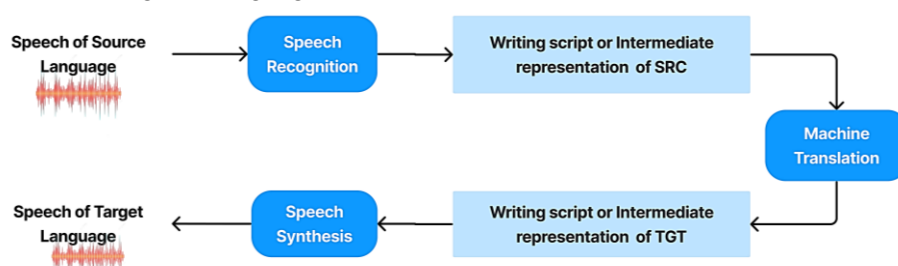 Speech of Source
Language
Speech
Recognition
Writing script or Intermediate
representation of SRC
Machine
Translation
Writing script or Intermediate
representation of TGT
Speech
Synthesis
Speech of Target
Language